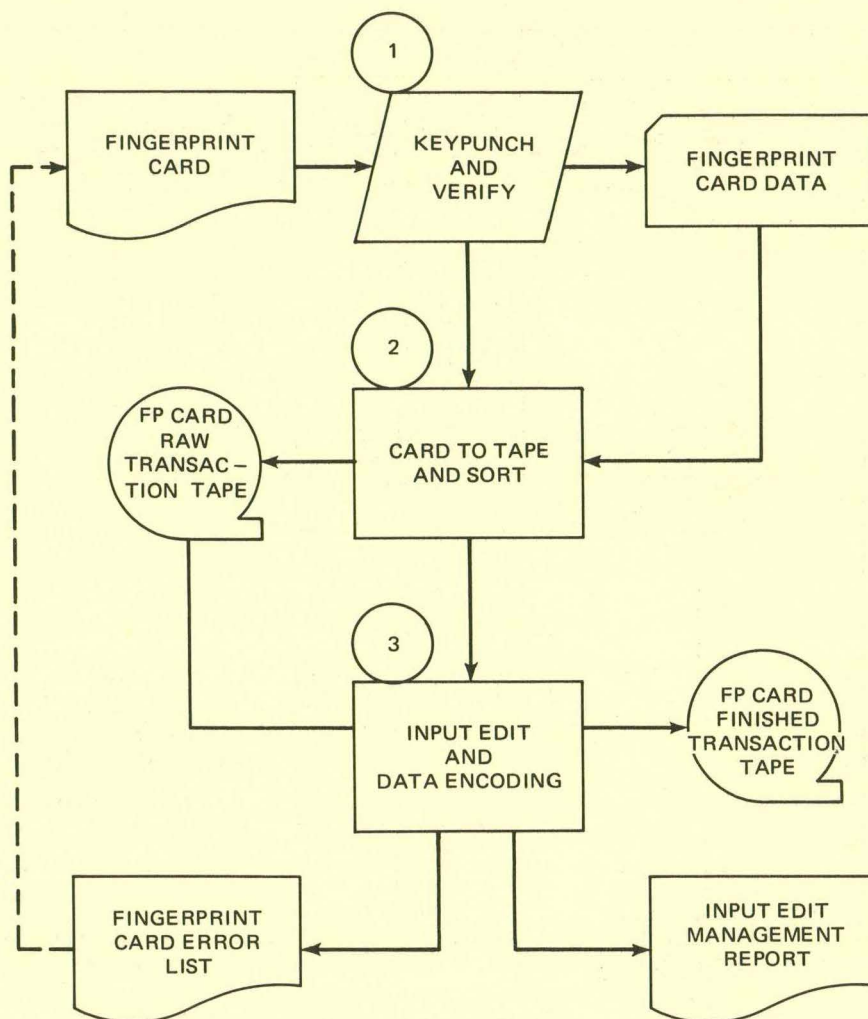 1
FINGERPRINT
CARD
KEYPUNCH
AND
VERIFY
FINGERPRINT
CARD DATA
2
FP CARD
RAW
TRANSAC–
TION TAPE
CARD TO TAPE
AND SORT
3
INPUT EDIT
AND
DATA ENCODING
FP CARD
FINISHED
TRANSACTION
TAPE
FINGERPRINT
CARD ERROR
LIST
INPUT EDIT
MANAGEMENT
REPORT